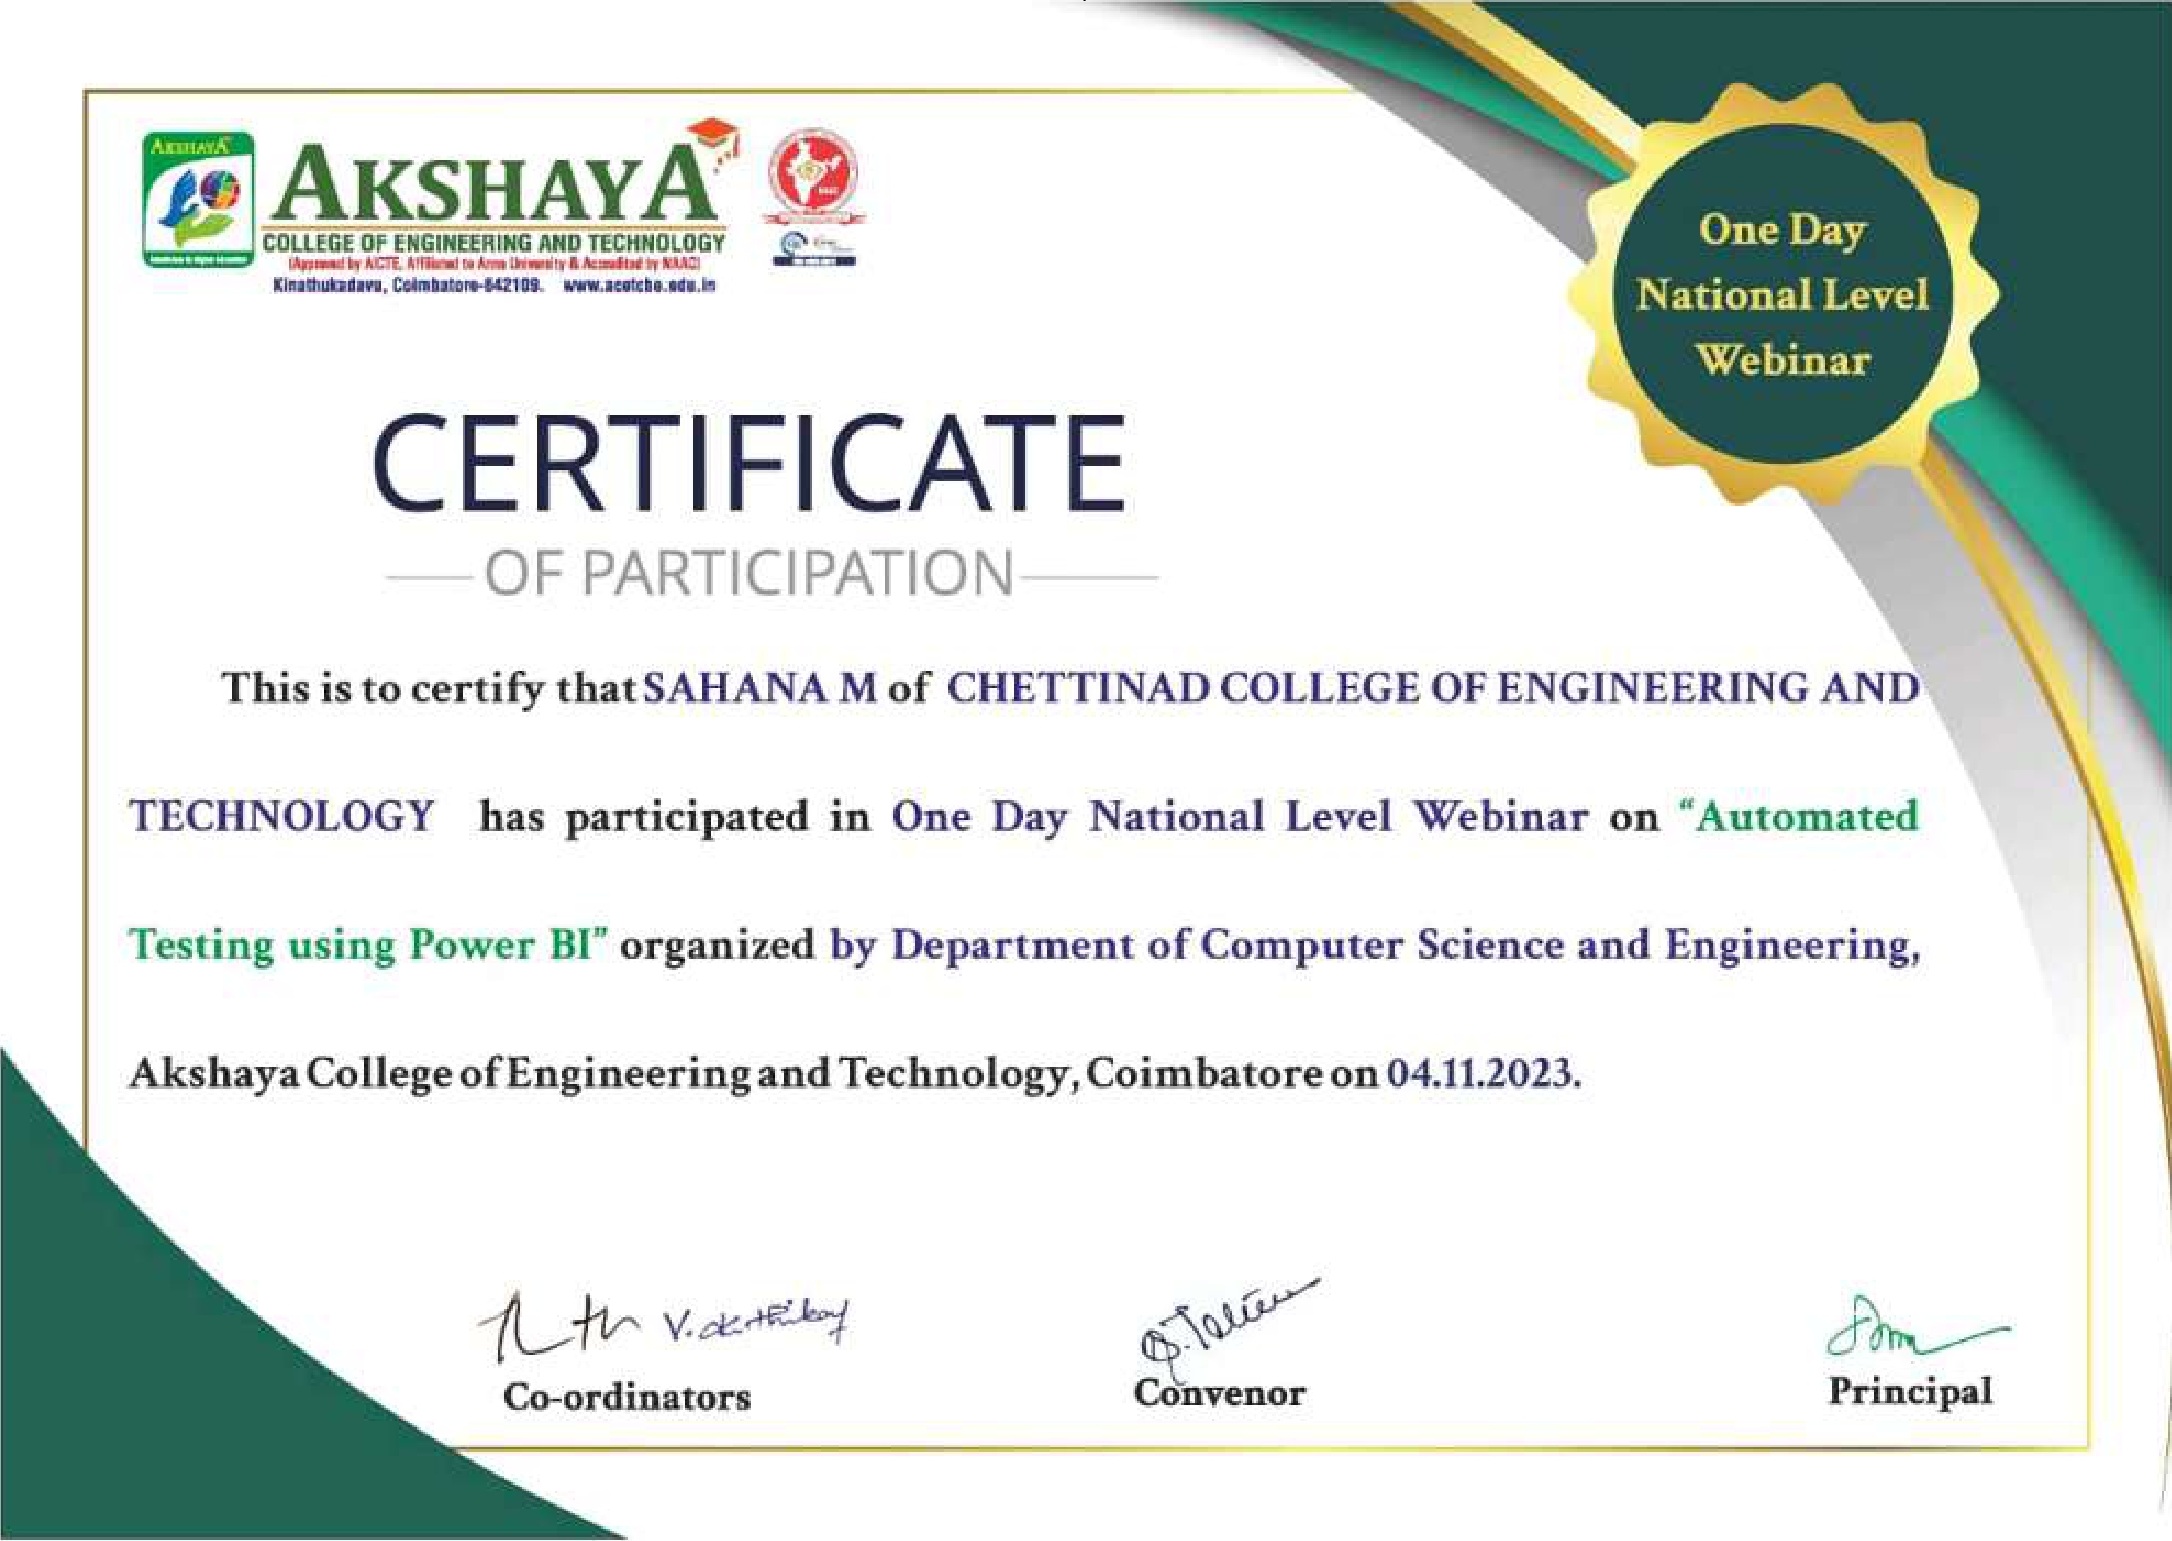 AKSHAYA
AKSHAYA
COLLEGE OF ENGINEERING AND TECHNOLOGY
(Approved by AICTE, Affiliated to Anna University & Accredited by NAAC)
Kinathukadavu, Coimbatore-642109. www.acetcbe.edu.in
One Day
National Level
Webinar
CERTIFICATE
OF PARTICIPATION
This is to certify that SAHANA M of CHETTINAD COLLEGE OF ENGINEERING AND
TECHNOLOGY has participated in One Day National Level Webinar on “Automated
Testing using Power BI” organized by Department of Computer Science and Engineering,
Akshaya College of Engineering and Technology, Coimbatore on 04.11.2023.
Co-ordinators
Convenor
Principal